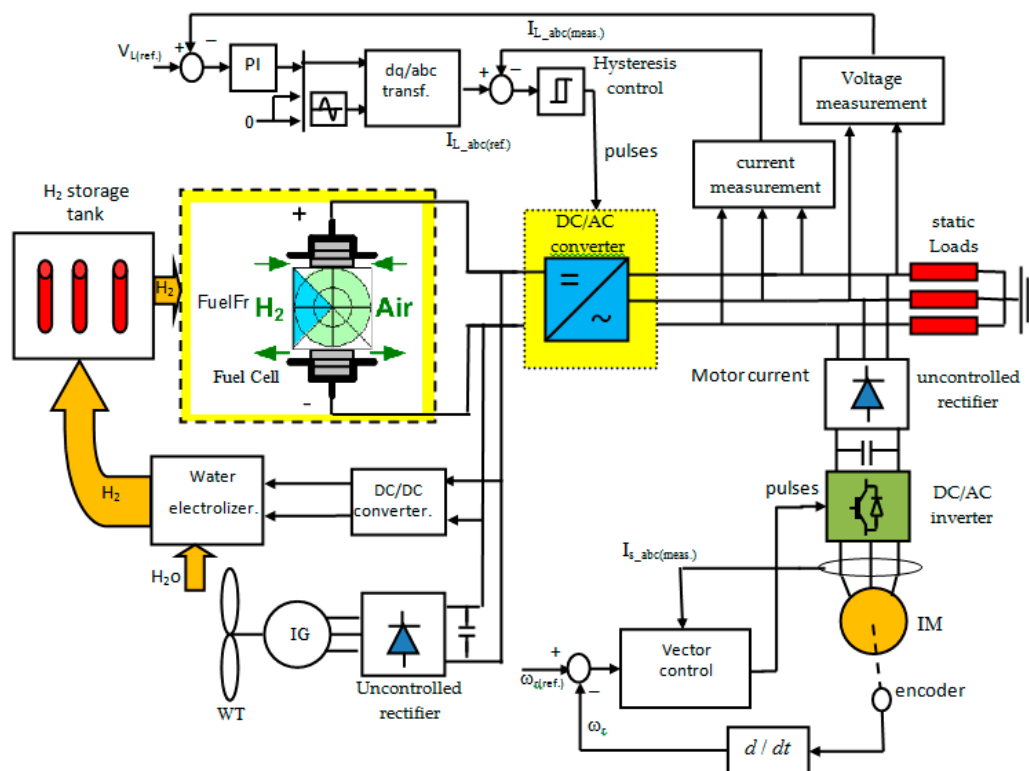 I_L_abc(meas.)
V_L(ref.)
+
−
PI
dq/abc
transf.
+
−
Hysteresis
control
Voltage
measurement
0
I_L_abc(ref.)
pulses
current
measurement
H₂ storage
tank
+
DC/AC
converter
static
Loads
=
~
H₂
FuelFr
H₂
Air
Fuel Cell
-
Motor current
uncontrolled
rectifier
Water
electrolizer.
DC/DC
converter.
H₂
pulses
DC/AC
inverter
H₂o
I_s_abc(meas.)
IG
IM
Vector
control
+
−
ω_r(ref.)
Uncontrolled
rectifier
WT
encoder
ω_r
d / dt